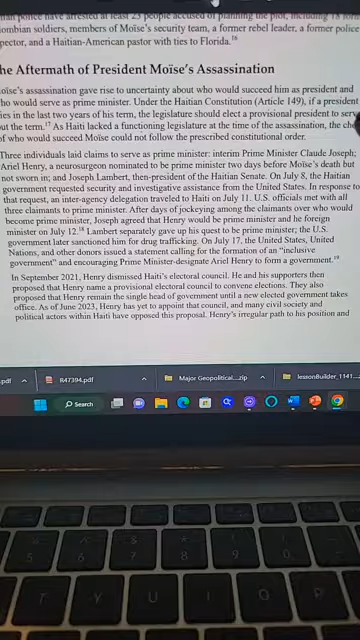 have arrested at least 23 people accused of planning the plot, including 18 former
lombian soldiers, members of Moïse's security team, a former rebel leader, a former police
pector, and a Haitian-American pastor with ties to Florida.16
he Aftermath of President Moïse's Assassination
oïse's assassination gave rise to uncertainty about who would succeed him as president and
ho would serve as prime minister. Under the Haitian Constitution (Article 149), if a president
ies in the last two years of his term, the legislature should elect a provisional president to serv
out the term.17 As Haiti lacked a functioning legislature at the time of the assassination, the
of who would succeed Moïse could not follow the prescribed constitutional order.
Three individuals laid claims to serve as prime minister: interim Prime Minister Claude Joseph;
Ariel Henry, a neurosurgeon nominated to be prime minister two days before Moïse's death but
not sworn in; and Joseph Lambert, then-president of the Haitian Senate. On July 8, the Haitian
government requested security and investigative assistance from the United States. In response to
that request, an inter-agency delegation traveled to Haiti on July 11. U.S. officials met with all
three claimants to prime minister. After days of jockeying among the claimants over who would
become prime minister, Joseph agreed that Henry would be prime minister and he foreign
minister on July 12.18 Lambert separately gave up his quest to be prime minister; the U.S.
government later sanctioned him for drug trafficking. On July 17, the United States, United
Nations, and other donors issued a statement calling for the formation of an "inclusive
government" and encouraging Prime Minister-designate Ariel Henry to form a government.19
In September 2021, Henry dismissed Haiti's electoral council. He and his supporters then
proposed that Henry name a provisional electoral council to convene elections. They also
proposed that Henry remain the single head of government until a new elected government takes
office. As of June 2023, Henry has yet to appoint that council, and many civil society and
political actors within Haiti have opposed this proposal. Henry's irregular path to his position and
.pdf
R47394.pdf
Major Geopolitical....zip
lessonBuilder_1141...
Search
5 6 7 8 9 0
T Y U I O P